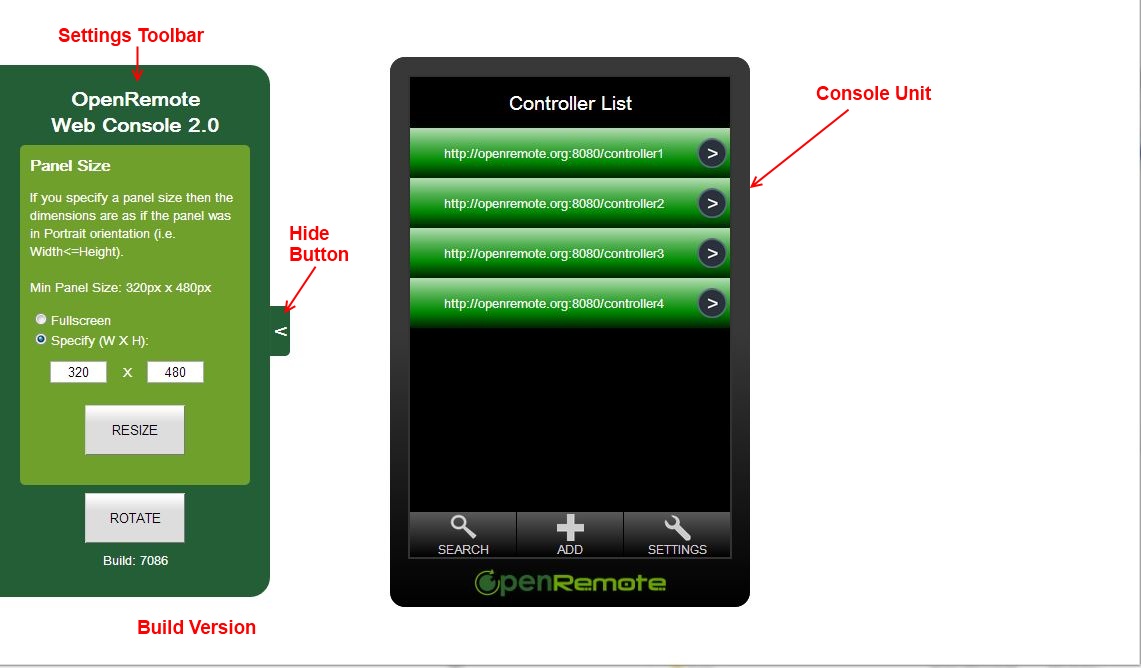 Settings Toolbar
OpenRemote
Web Console 2.0
Panel Size
If you specify a panel size then the
dimensions are as if the panel was
in Portrait orientation (i.e.
Width<=Height).
Min Panel Size: 320px x 480px
Fullscreen
Specify (W X H):
320 X 480
RESIZE
ROTATE
Build: 7086
Build Version
Hide
Button
<
Controller List
http://openremote.org:8080/controller1 >
http://openremote.org:8080/controller2 >
http://openremote.org:8080/controller3 >
http://openremote.org:8080/controller4 >
SEARCH ADD SETTINGS
OpenRemote
Console Unit